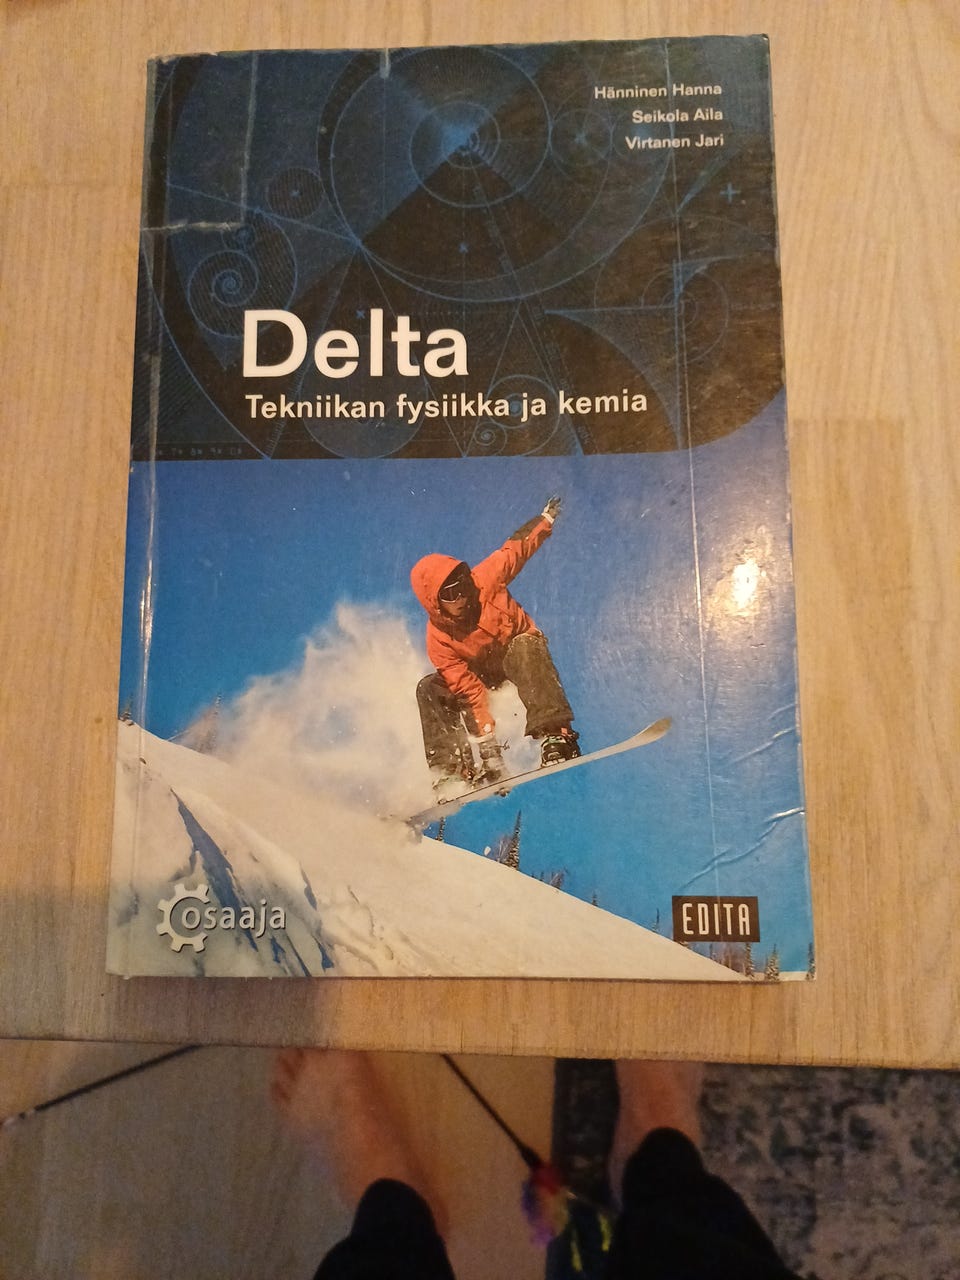 Hänninen Hanna
Seikola Aila
Virtanen Jari
Delta
Tekniikan fysiikka ja kemia
osaaja
EDITA